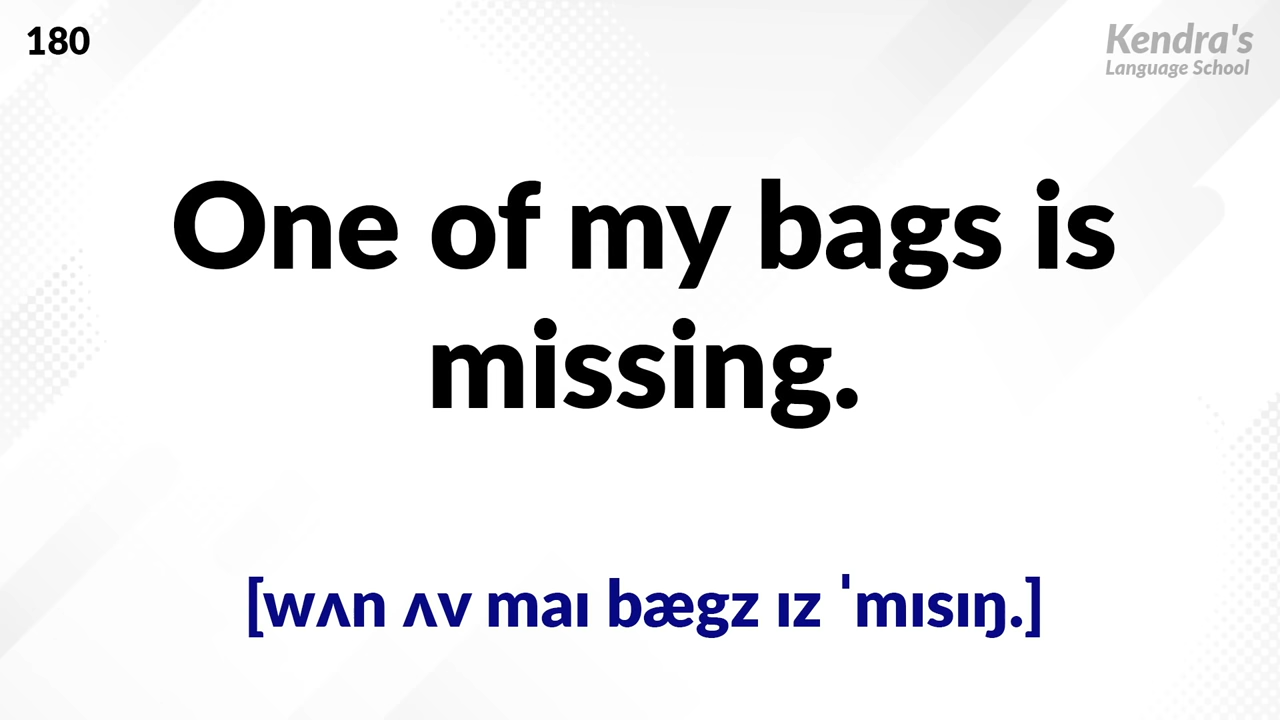 180
Kendra's
Language School
One of my bags is
missing.
[wʌn ʌv maɪ bægz ɪz ˈmɪsɪŋ.]